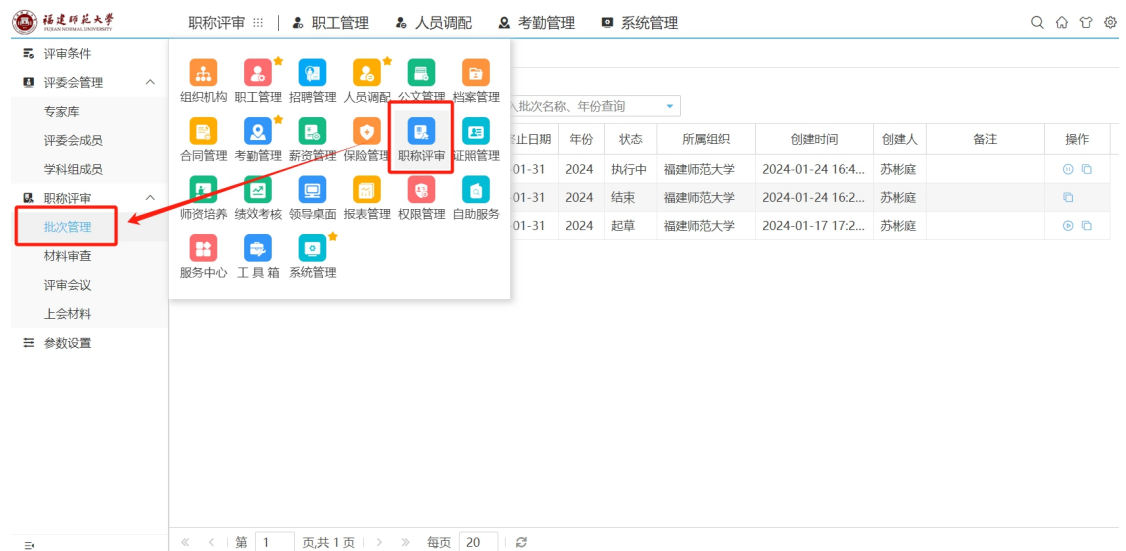 福建师范大学
FUJIAN NORMAL UNIVERSITY
职称评审 职工管理 人员调配 考勤管理 系统管理
评审条件
评委会管理
专家库
评委会成员
学科组成员
职称评审
批次管理
材料审查
评审会议
上会材料
参数设置
组织机构 职工管理 招聘管理 人员调配 公文管理 档案管理
合同管理 考勤管理 薪资管理 保险管理 职称评审 证照管理
师资培养 绩效考核 领导桌面 报表管理 权限管理 自助服务
服务中心 工具箱 系统管理
入批次名称、年份查询
止日期 年份 状态 所属组织 创建时间 创建人 备注 操作
01-31 2024 执行中 福建师范大学 2024-01-24 16:4... 苏彬庭
01-31 2024 结束 福建师范大学 2024-01-24 16:2... 苏彬庭
01-31 2024 起草 福建师范大学 2024-01-17 17:2... 苏彬庭
第 1 页,共 1 页 每页 20